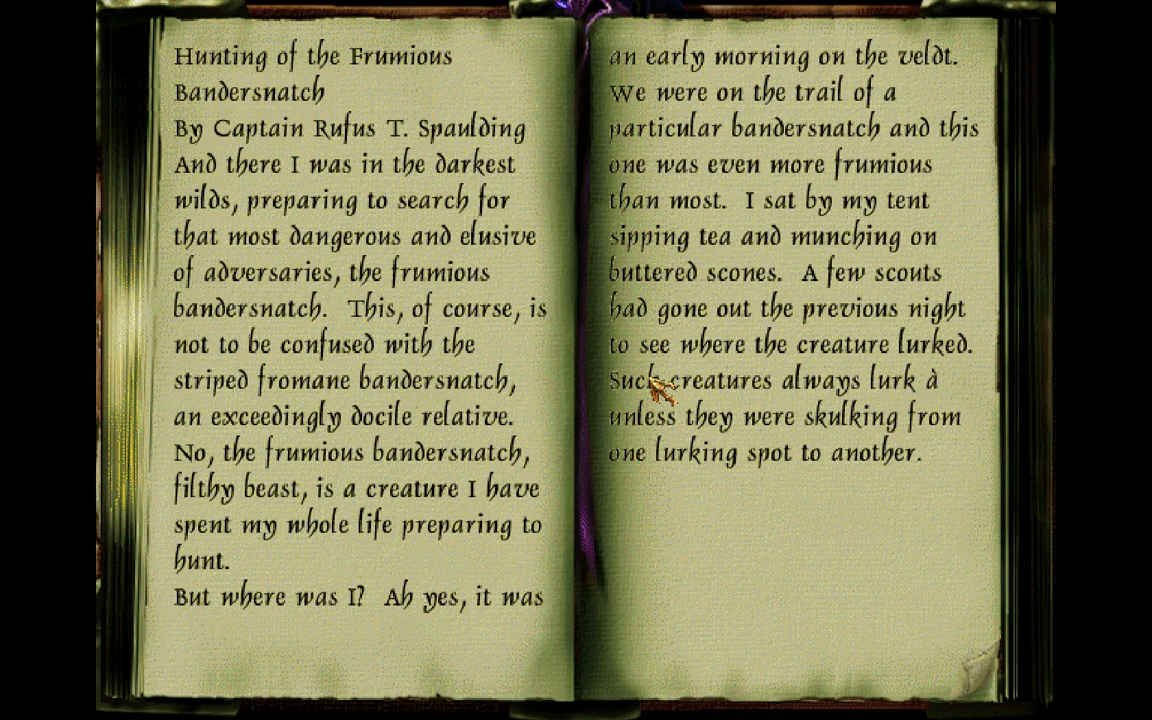 Hunting of the Frumious
Bandersnatch
By Captain Rufus T. Spaulding
And there I was in the darkest
wilds, preparing to search for
that most dangerous and elusive
of adversaries, the frumious
bandersnatch.  This, of course, is
not to be confused with the
striped fromane bandersnatch,
an exceedingly docile relative.
No, the frumious bandersnatch,
filthy beast, is a creature I have
spent my whole life preparing to
hunt.
But where was I?  Ah yes, it was
an early morning on the veldt.
We were on the trail of a
particular bandersnatch and this
one was even more frumious
than most.  I sat by my tent
sipping tea and munching on
buttered scones.  A few scouts
had gone out the previous night
to see where the creature lurked.
Such creatures always lurk à
unless they were skulking from
one lurking spot to another.